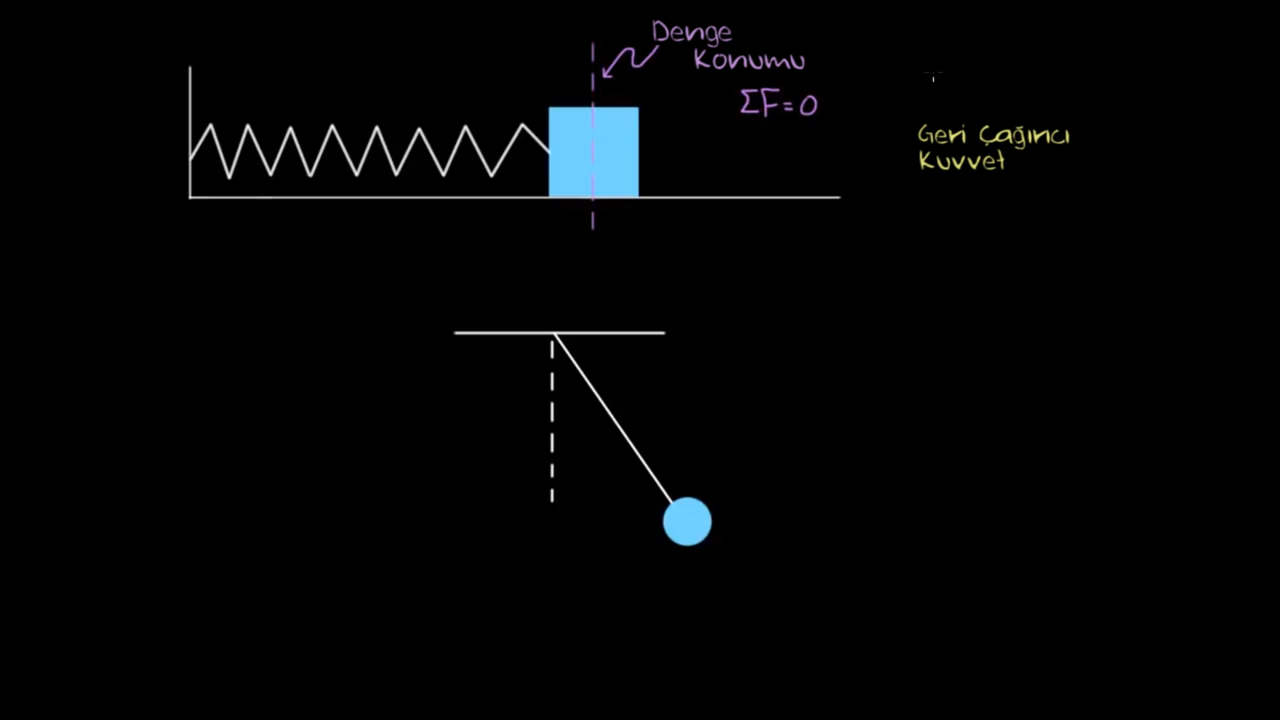 Denge
Konumu
ΣF=0
Geri Çağırıcı
Kuvvet